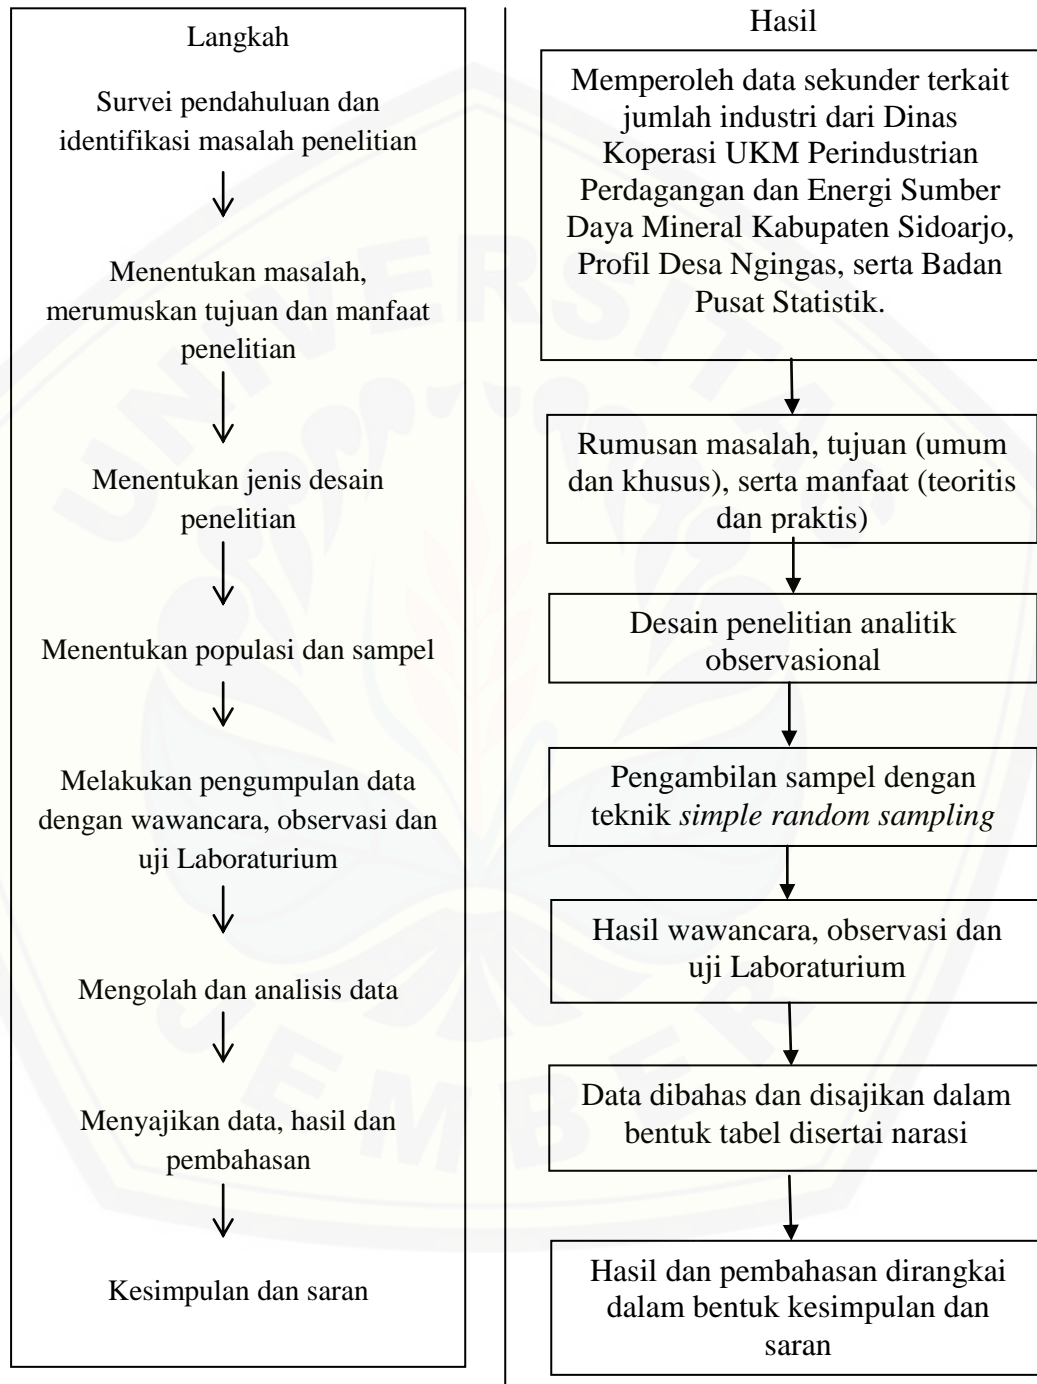 Langkah
Survei pendahuluan dan
identifikasi masalah penelitian
Menentukan masalah,
merumuskan tujuan dan manfaat
penelitian
Menentukan jenis desain
penelitian
Menentukan populasi dan sampel
Melakukan pengumpulan data
dengan wawancara, observasi dan
uji Laboraturium
Mengolah dan analisis data
Menyajikan data, hasil dan
pembahasan
Kesimpulan dan saran
Hasil
Memperoleh data sekunder terkait
jumlah industri dari Dinas
Koperasi UKM Perindustrian
Perdagangan dan Energi Sumber
Daya Mineral Kabupaten Sidoarjo,
Profil Desa Ngingas, serta Badan
Pusat Statistik.
Rumusan masalah, tujuan (umum
dan khusus), serta manfaat (teoritis
dan praktis)
Desain penelitian analitik
observasional
Pengambilan sampel dengan
teknik simple random sampling
Hasil wawancara, observasi dan
uji Laboraturium
Data dibahas dan disajikan dalam
bentuk tabel disertai narasi
Hasil dan pembahasan dirangkai
dalam bentuk kesimpulan dan
saran
UNIVERSITAS
JEMBER